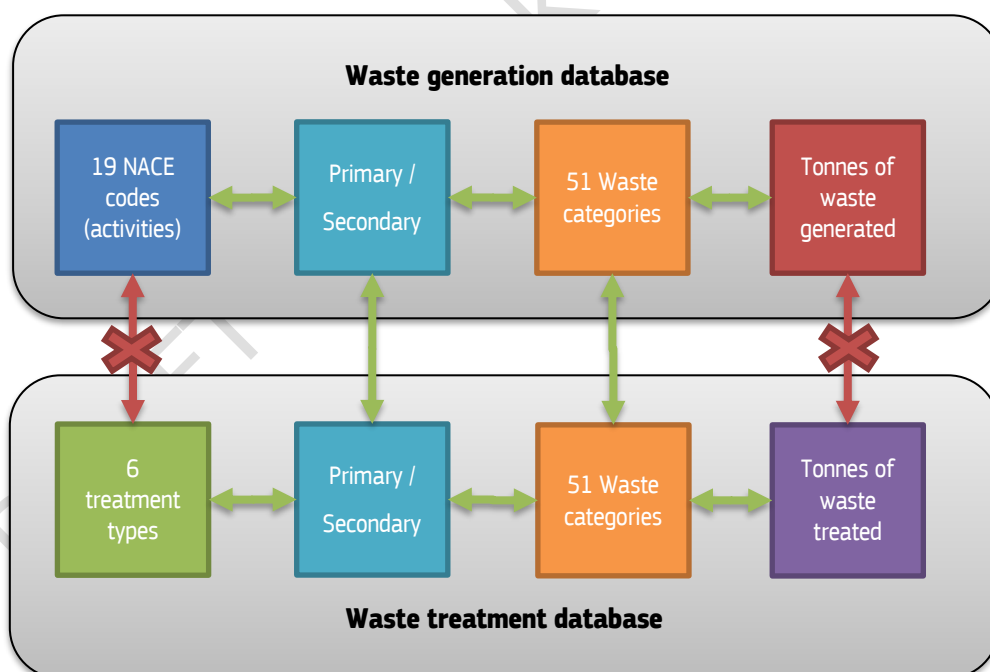 Waste generation database
19 NACE
codes
(activities)
Primary /
Secondary
51 Waste
categories
Tonnes of
waste
generated
6
treatment
types
Primary /
Secondary
51 Waste
categories
Tonnes of
waste
treated
Waste treatment database